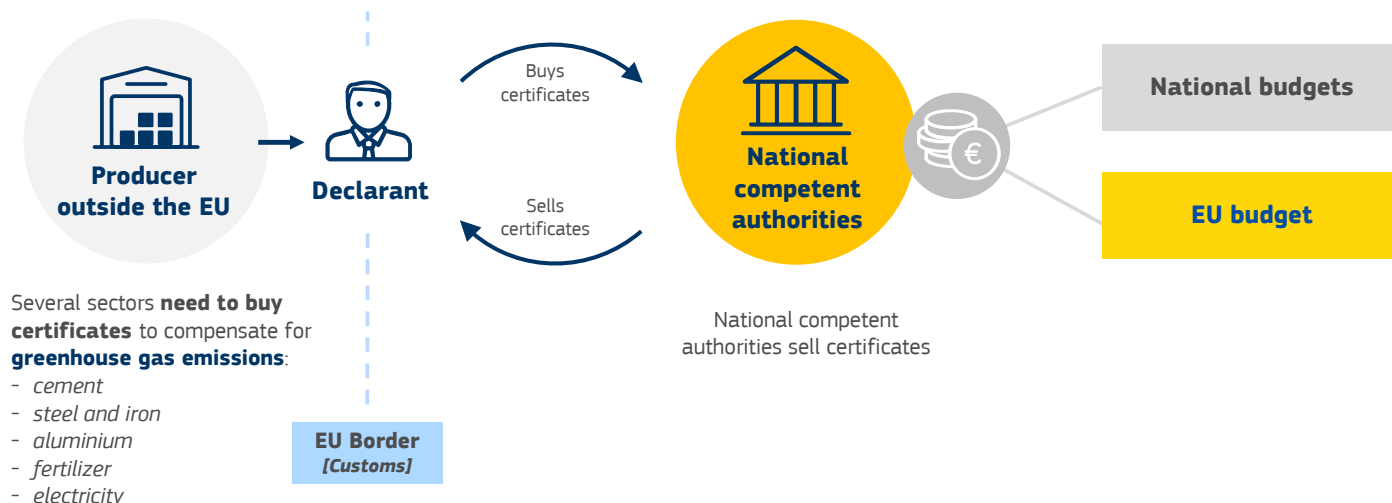 Producer
outside the EU
Declarant
Buys
certificates
Sells
certificates
National
competent
authorities
€
National budgets
EU budget
Several sectors need to buy
certificates to compensate for
greenhouse gas emissions:
- cement
- steel and iron
- aluminium
- fertilizer
- electricity
EU Border
[Customs]
National competent
authorities sell certificates